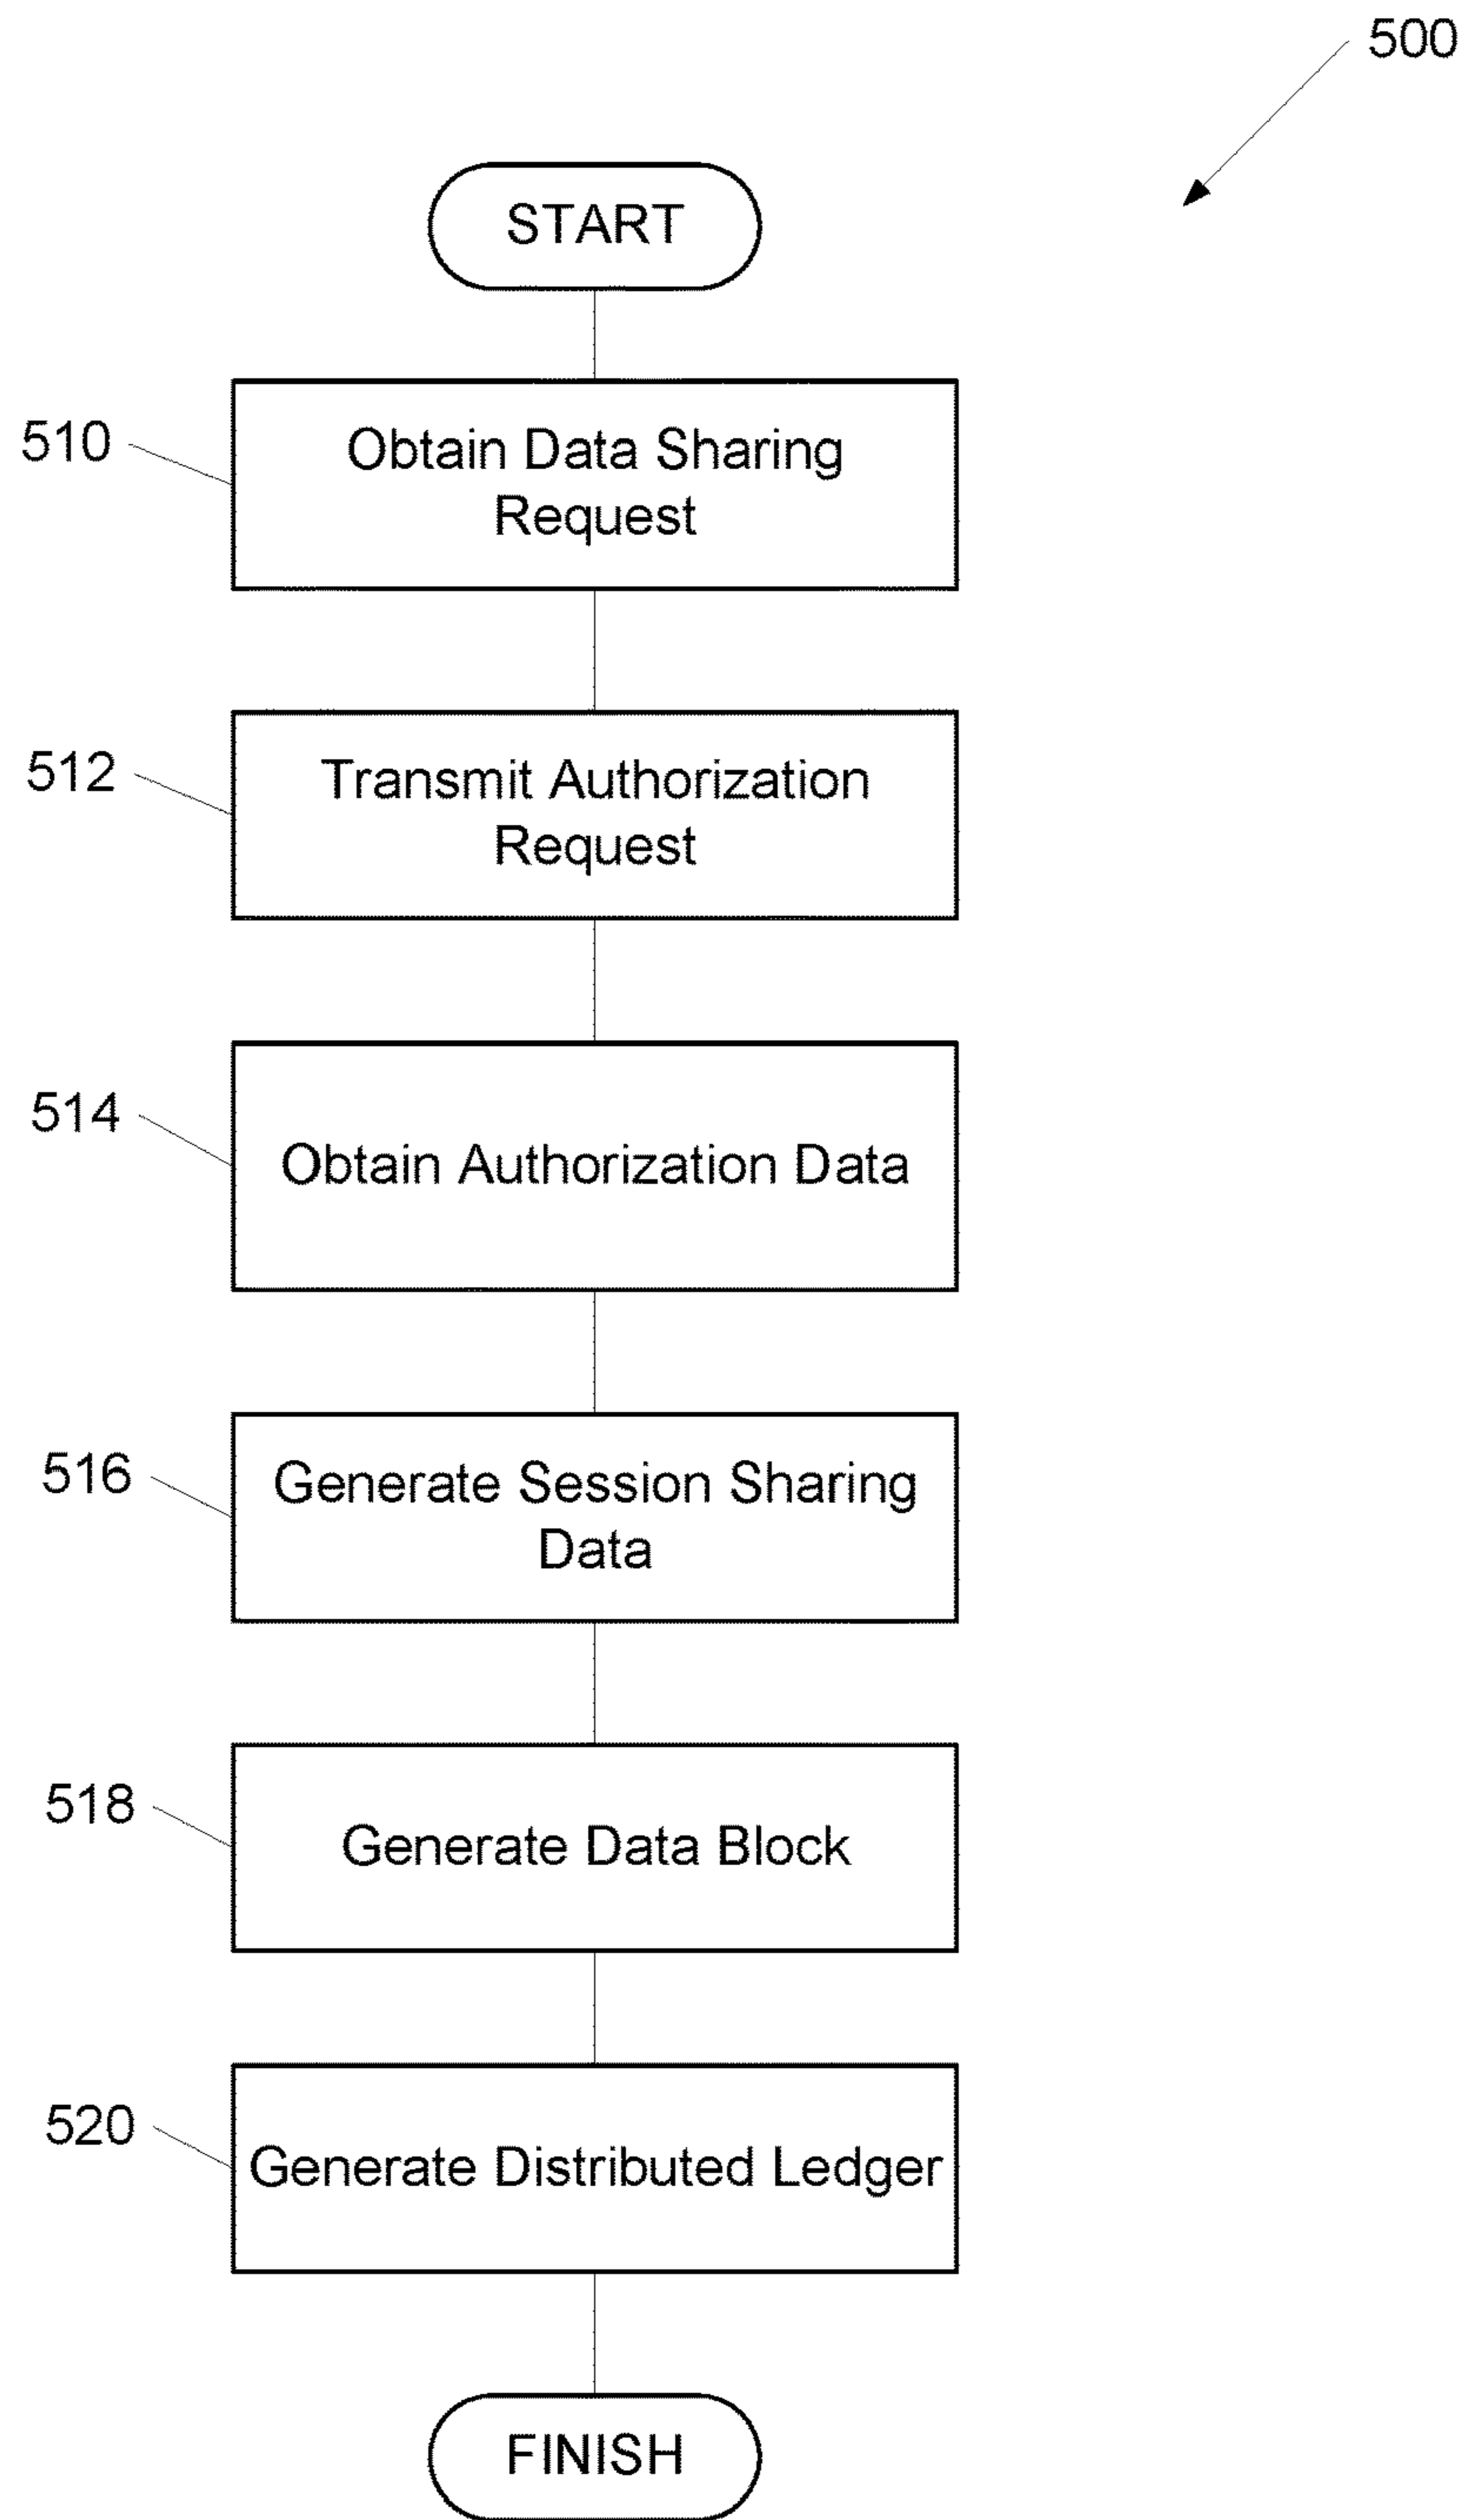 500
START
510
Obtain Data Sharing
Request
512
Transmit Authorization
Request
514
Obtain Authorization Data
516
Generate Session Sharing
Data
518
Generate Data Block
520
Generate Distributed Ledger
FINISH